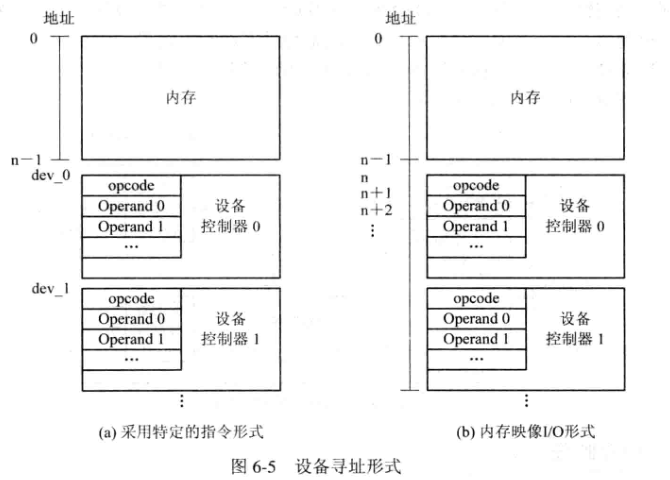 地址
0
内存
n－1
dev_0
opcode
Operand 0
Operand 1
…
设备
控制器 0
dev_1
opcode
Operand 0
Operand 1
…
设备
控制器 1
⋮
(a) 采用特定的指令形式
地址
0
内存
n－1
n
n＋1
n＋2
⋮
opcode
Operand 0
Operand 1
…
设备
控制器 0
opcode
Operand 0
Operand 1
…
设备
控制器 1
⋮
(b) 内存映像I/O形式
图 6-5 设备寻址形式